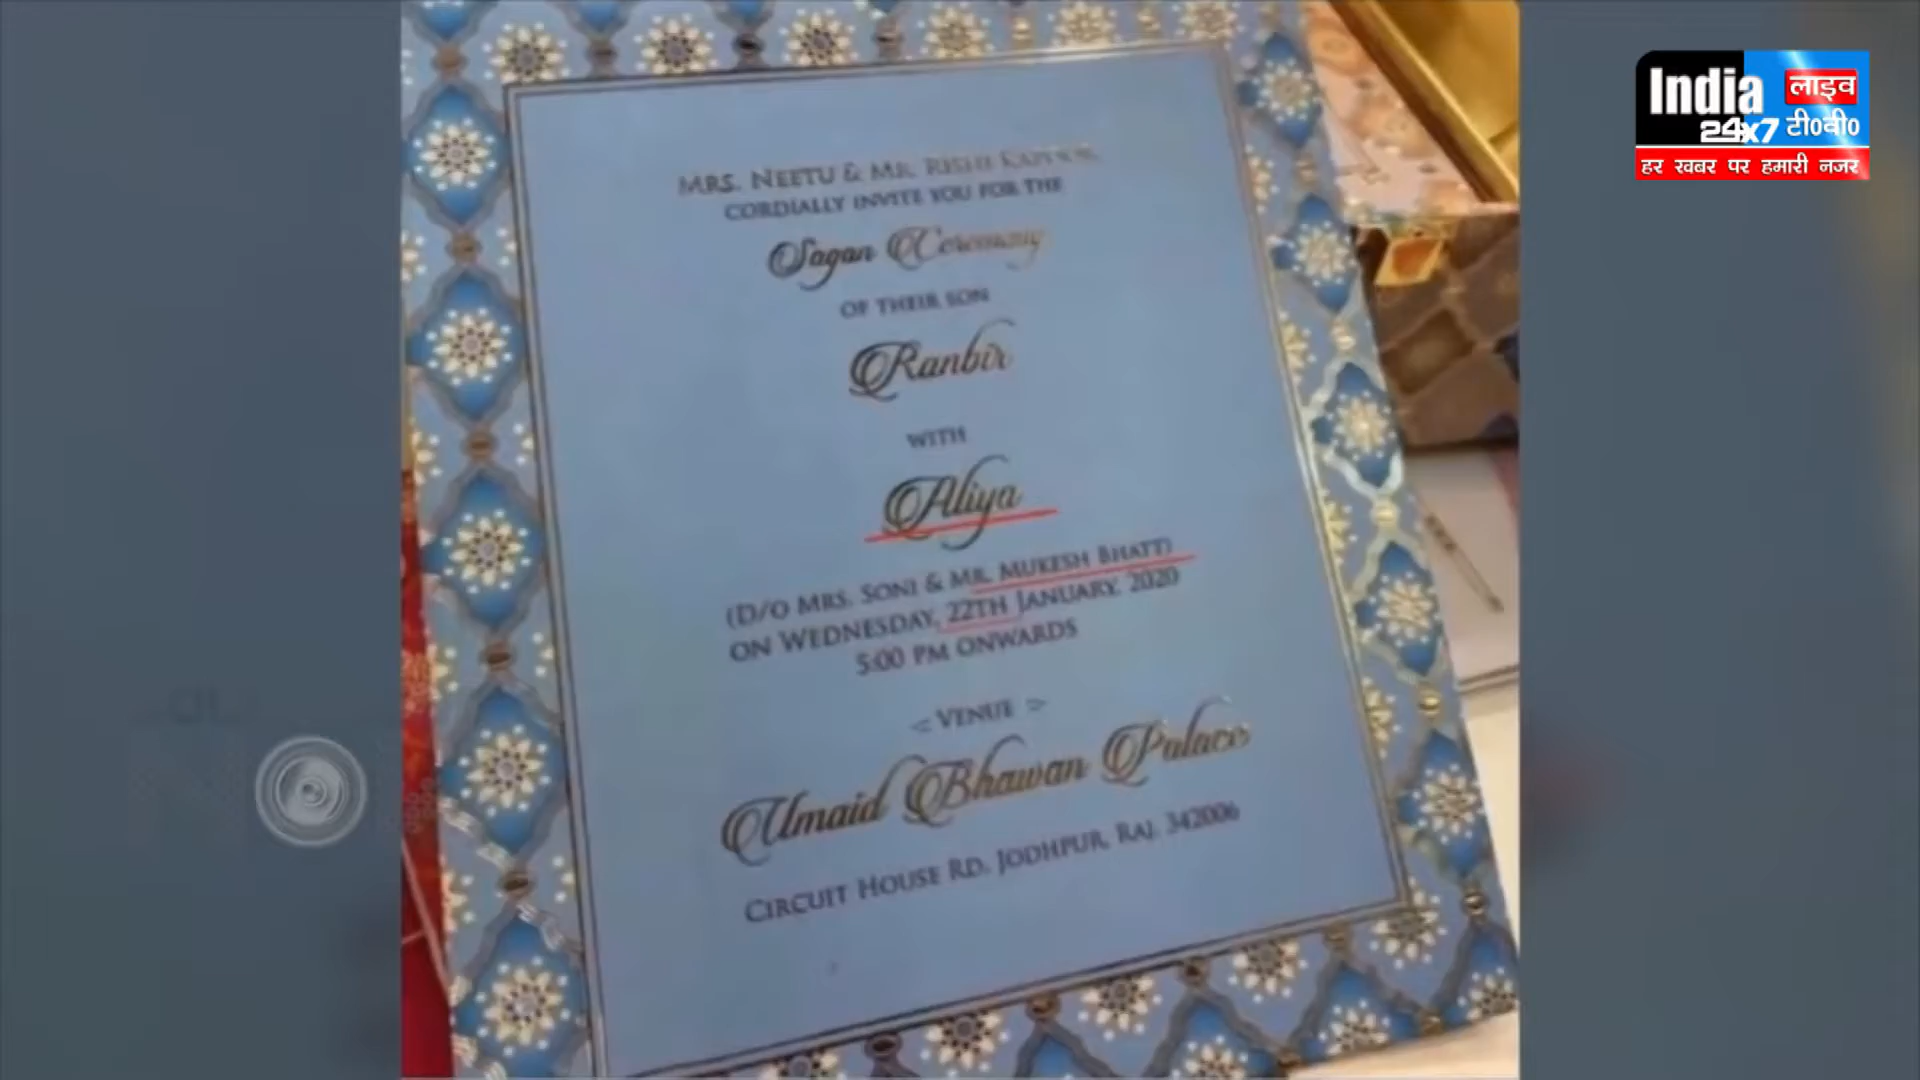 India
लाइव
24x7 टी0वी0
हर खबर पर हमारी नजर
MRS. NEETU & MR. RISHI KAPOOR
CORDIALLY INVITE YOU FOR THE
Sagan Ceremony
OF THEIR SON
Ranbir
WITH
Aliya
(D/O MRS. SONI & MR. MUKESH BHATT)
ON WEDNESDAY, 22TH JANUARY, 2020
5:00 PM ONWARDS
VENUE
Umaid Bhawan Palace
CIRCUIT HOUSE RD, JODHPUR, RAJ. 342006